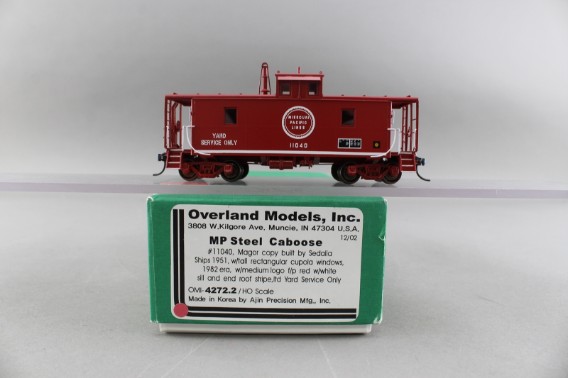 MISSOURI
PACIFIC
LINES
YARD
SERVICE ONLY
11040
Overland Models, Inc.
3808 W.Kilgore Ave, Muncie, IN 47304 U.S.A.
MP Steel Caboose 12/02
#11040, Magor copy built by Sedalia
Ships 1951, w/tall rectangular cupola windows,
1982 era, w/medium logo f/p red w/white
sill and end roof stripe,ltd Yard Service Only
OMI-4272.2/HO Scale
Made in Korea by Ajin Precision Mfg., Inc.